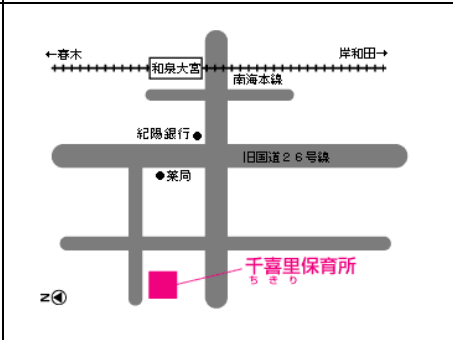 ←春木
岸和田→
和泉大宮
南海本線
紀陽銀行●
旧国道26号線
●薬局
千喜里保育所
ちきり
N